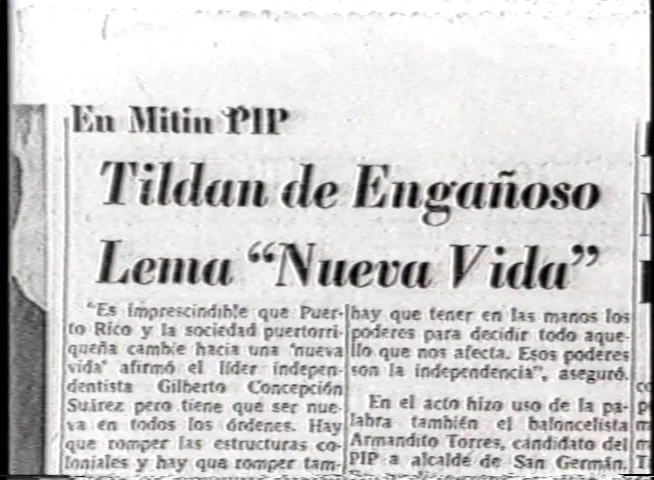 En Mitin PIP
Tildan de Engañoso
Lema “Nueva Vida”
"Es imprescindible que Puer-
to Rico y la sociedad puertorri-
queña cambie hacia una "nueva
vida" afirmó el líder indepen-
dentista Gilberto Concepción
Suárez pero tiene que ser nue-
va en todos los órdenes. Hay
que romper las estructuras co-
loniales y hay que romper tam-
hay que tener en las manos los
poderes para decidir todo aque-
llo que nos afecta. Esos poderes
son la independencia", aseguró.
En el acto hizo uso de la pa-
labra también el baloncelista
Armandito Torres, candidato del
PIP a alcalde de San Germán.